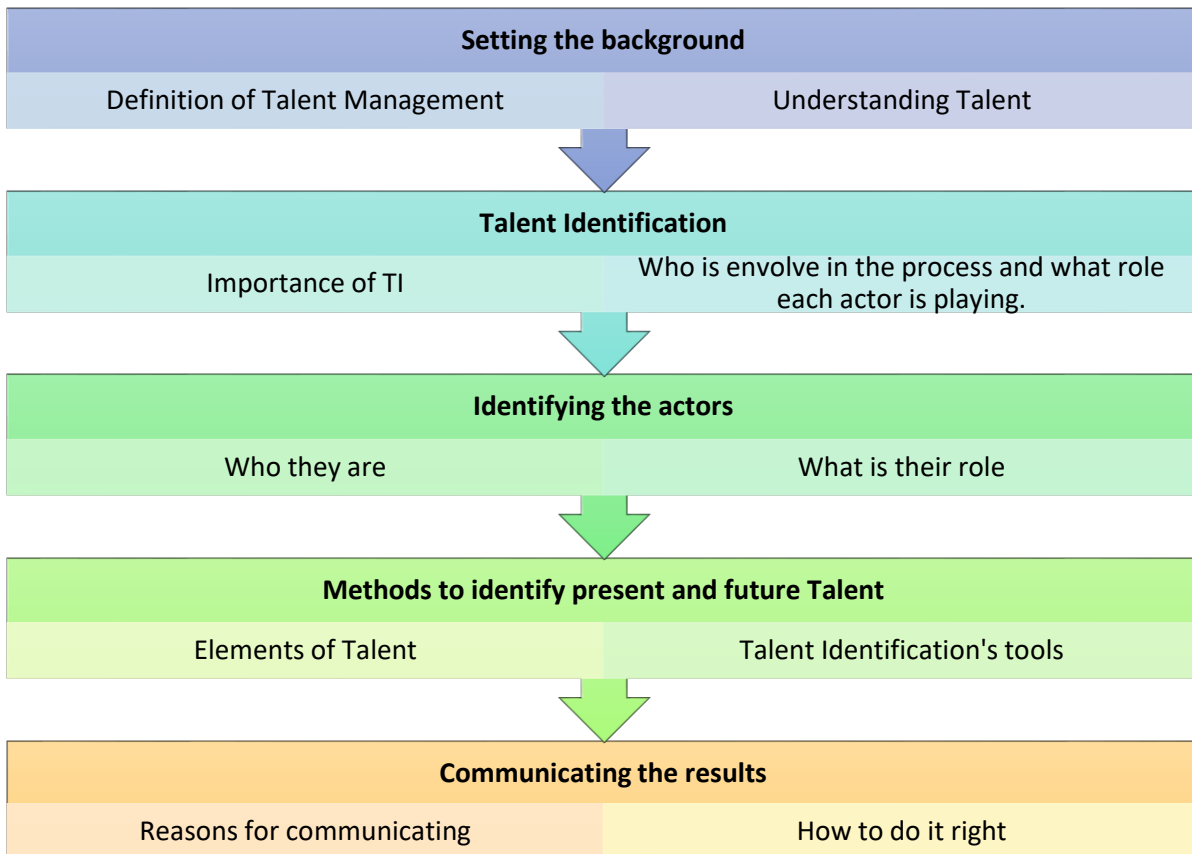 Setting the background
Definition of Talent Management
Understanding Talent
Talent Identification
Importance of TI
Who is envolve in the process and what role
each actor is playing.
Identifying the actors
Who they are
What is their role
Methods to identify present and future Talent
Elements of Talent
Talent Identification's tools
Communicating the results
Reasons for communicating
How to do it right